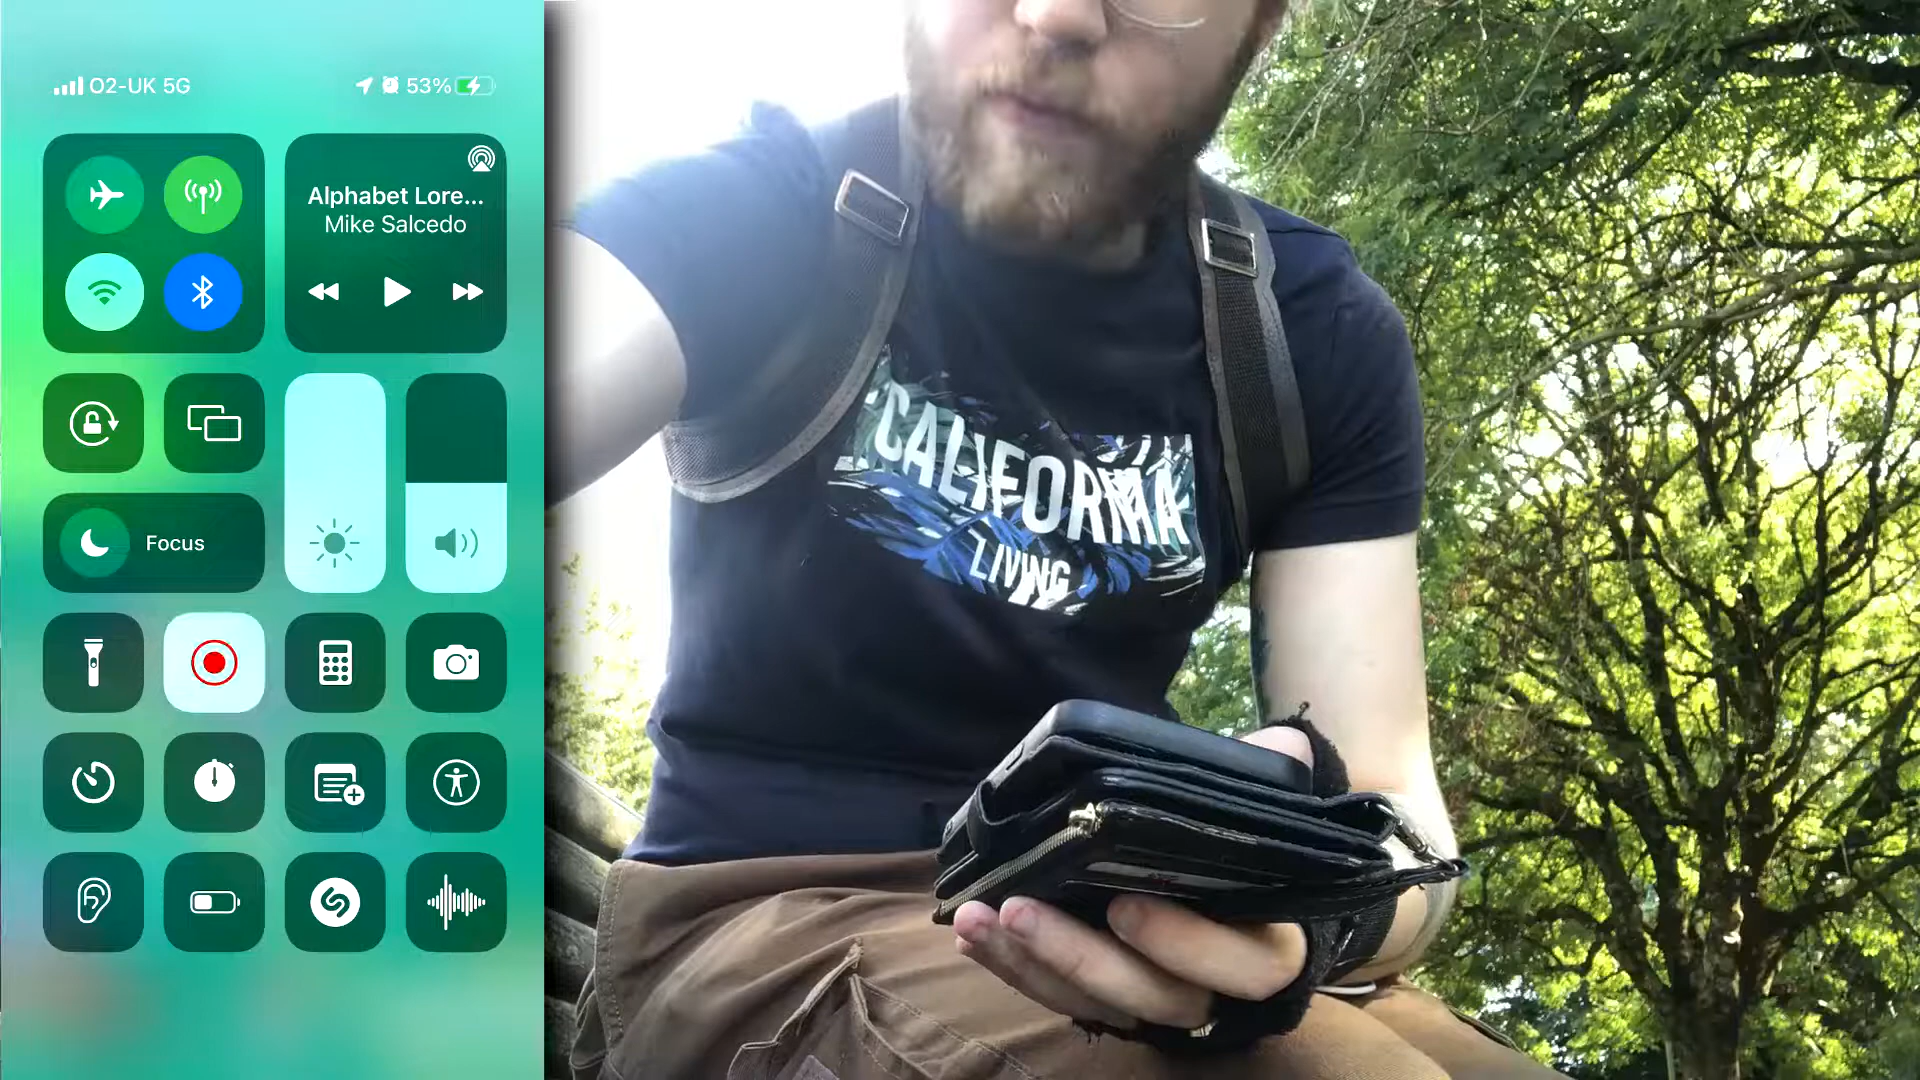 O2-UK 5G
53%
Alphabet Lore...
Mike Salcedo
Focus
CALIFORNIA
LIVING